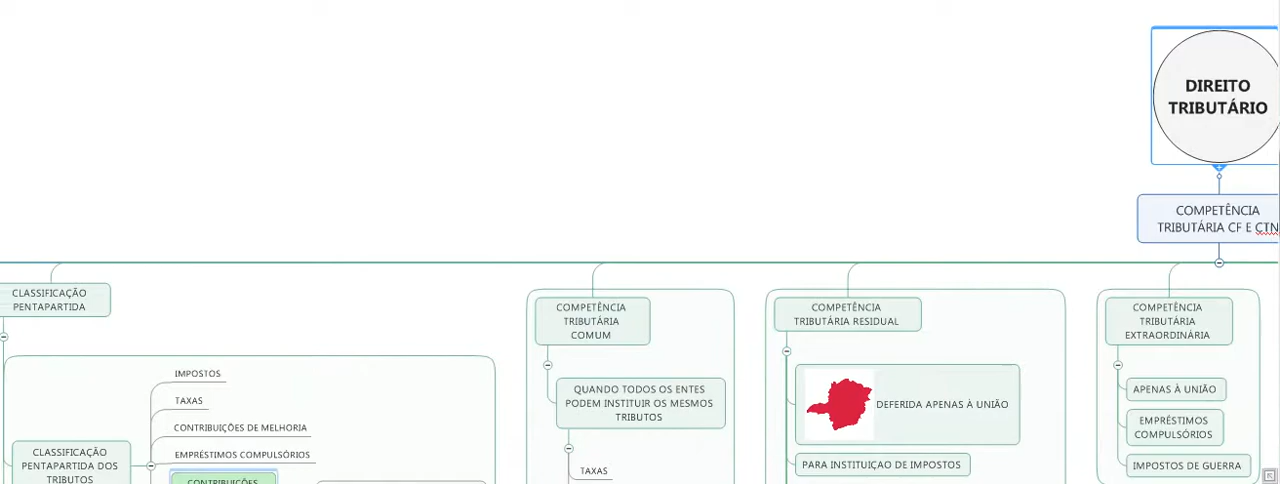 DIREITO
TRIBUTÁRIO
COMPETÊNCIA
TRIBUTÁRIA CF E CTN
CLASSIFICAÇÃO
PENTAPARTIDA
IMPOSTOS
TAXAS
CONTRIBUIÇÕES DE MELHORIA
EMPRÉSTIMOS COMPULSÓRIOS
CLASSIFICAÇÃO
PENTAPARTIDA DOS
TRIBUTOS
CONTRIBUIÇÕES
COMPETÊNCIA
TRIBUTÁRIA
COMUM
QUANDO TODOS OS ENTES
PODEM INSTITUIR OS MESMOS
TRIBUTOS
TAXAS
COMPETÊNCIA
TRIBUTÁRIA RESIDUAL
DEFERIDA APENAS À UNIÃO
PARA INSTITUIÇAO DE IMPOSTOS
COMPETÊNCIA
TRIBUTÁRIA
EXTRAORDINÁRIA
APENAS À UNIÃO
EMPRÉSTIMOS
COMPULSÓRIOS
IMPOSTOS DE GUERRA